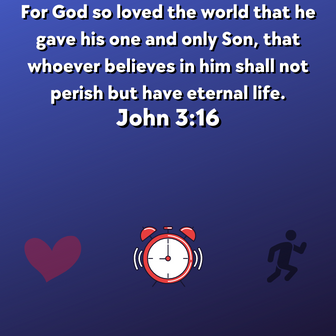 For God so loved the world that he
gave his one and only Son, that
whoever believes in him shall not
perish but have eternal life.
John 3:16